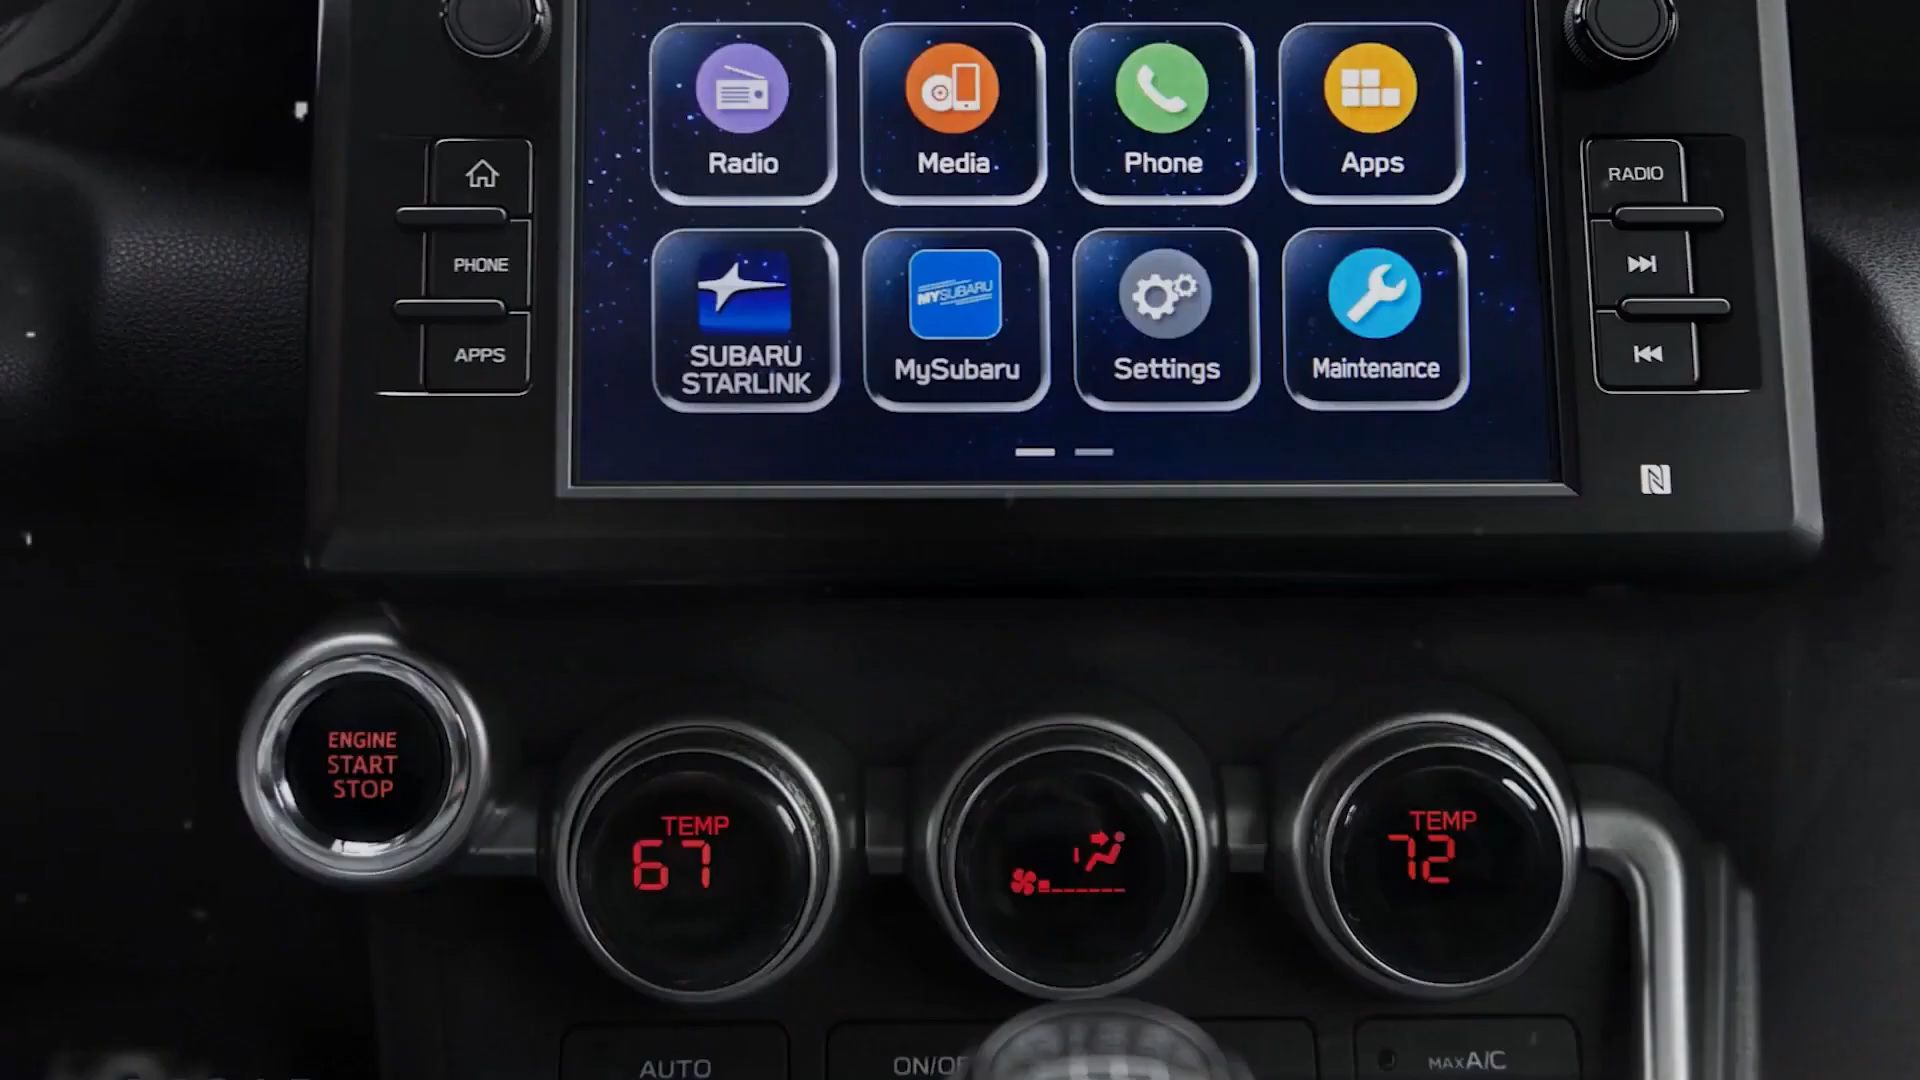 Radio
Media
Phone
Apps
RADIO
PHONE
SUBARU
STARLINK
MYSUBARU
MySubaru
Settings
Maintenance
APPS
ENGINE
START
STOP
TEMP
67
TEMP
72
AUTO
ON/OF
MAX A/C